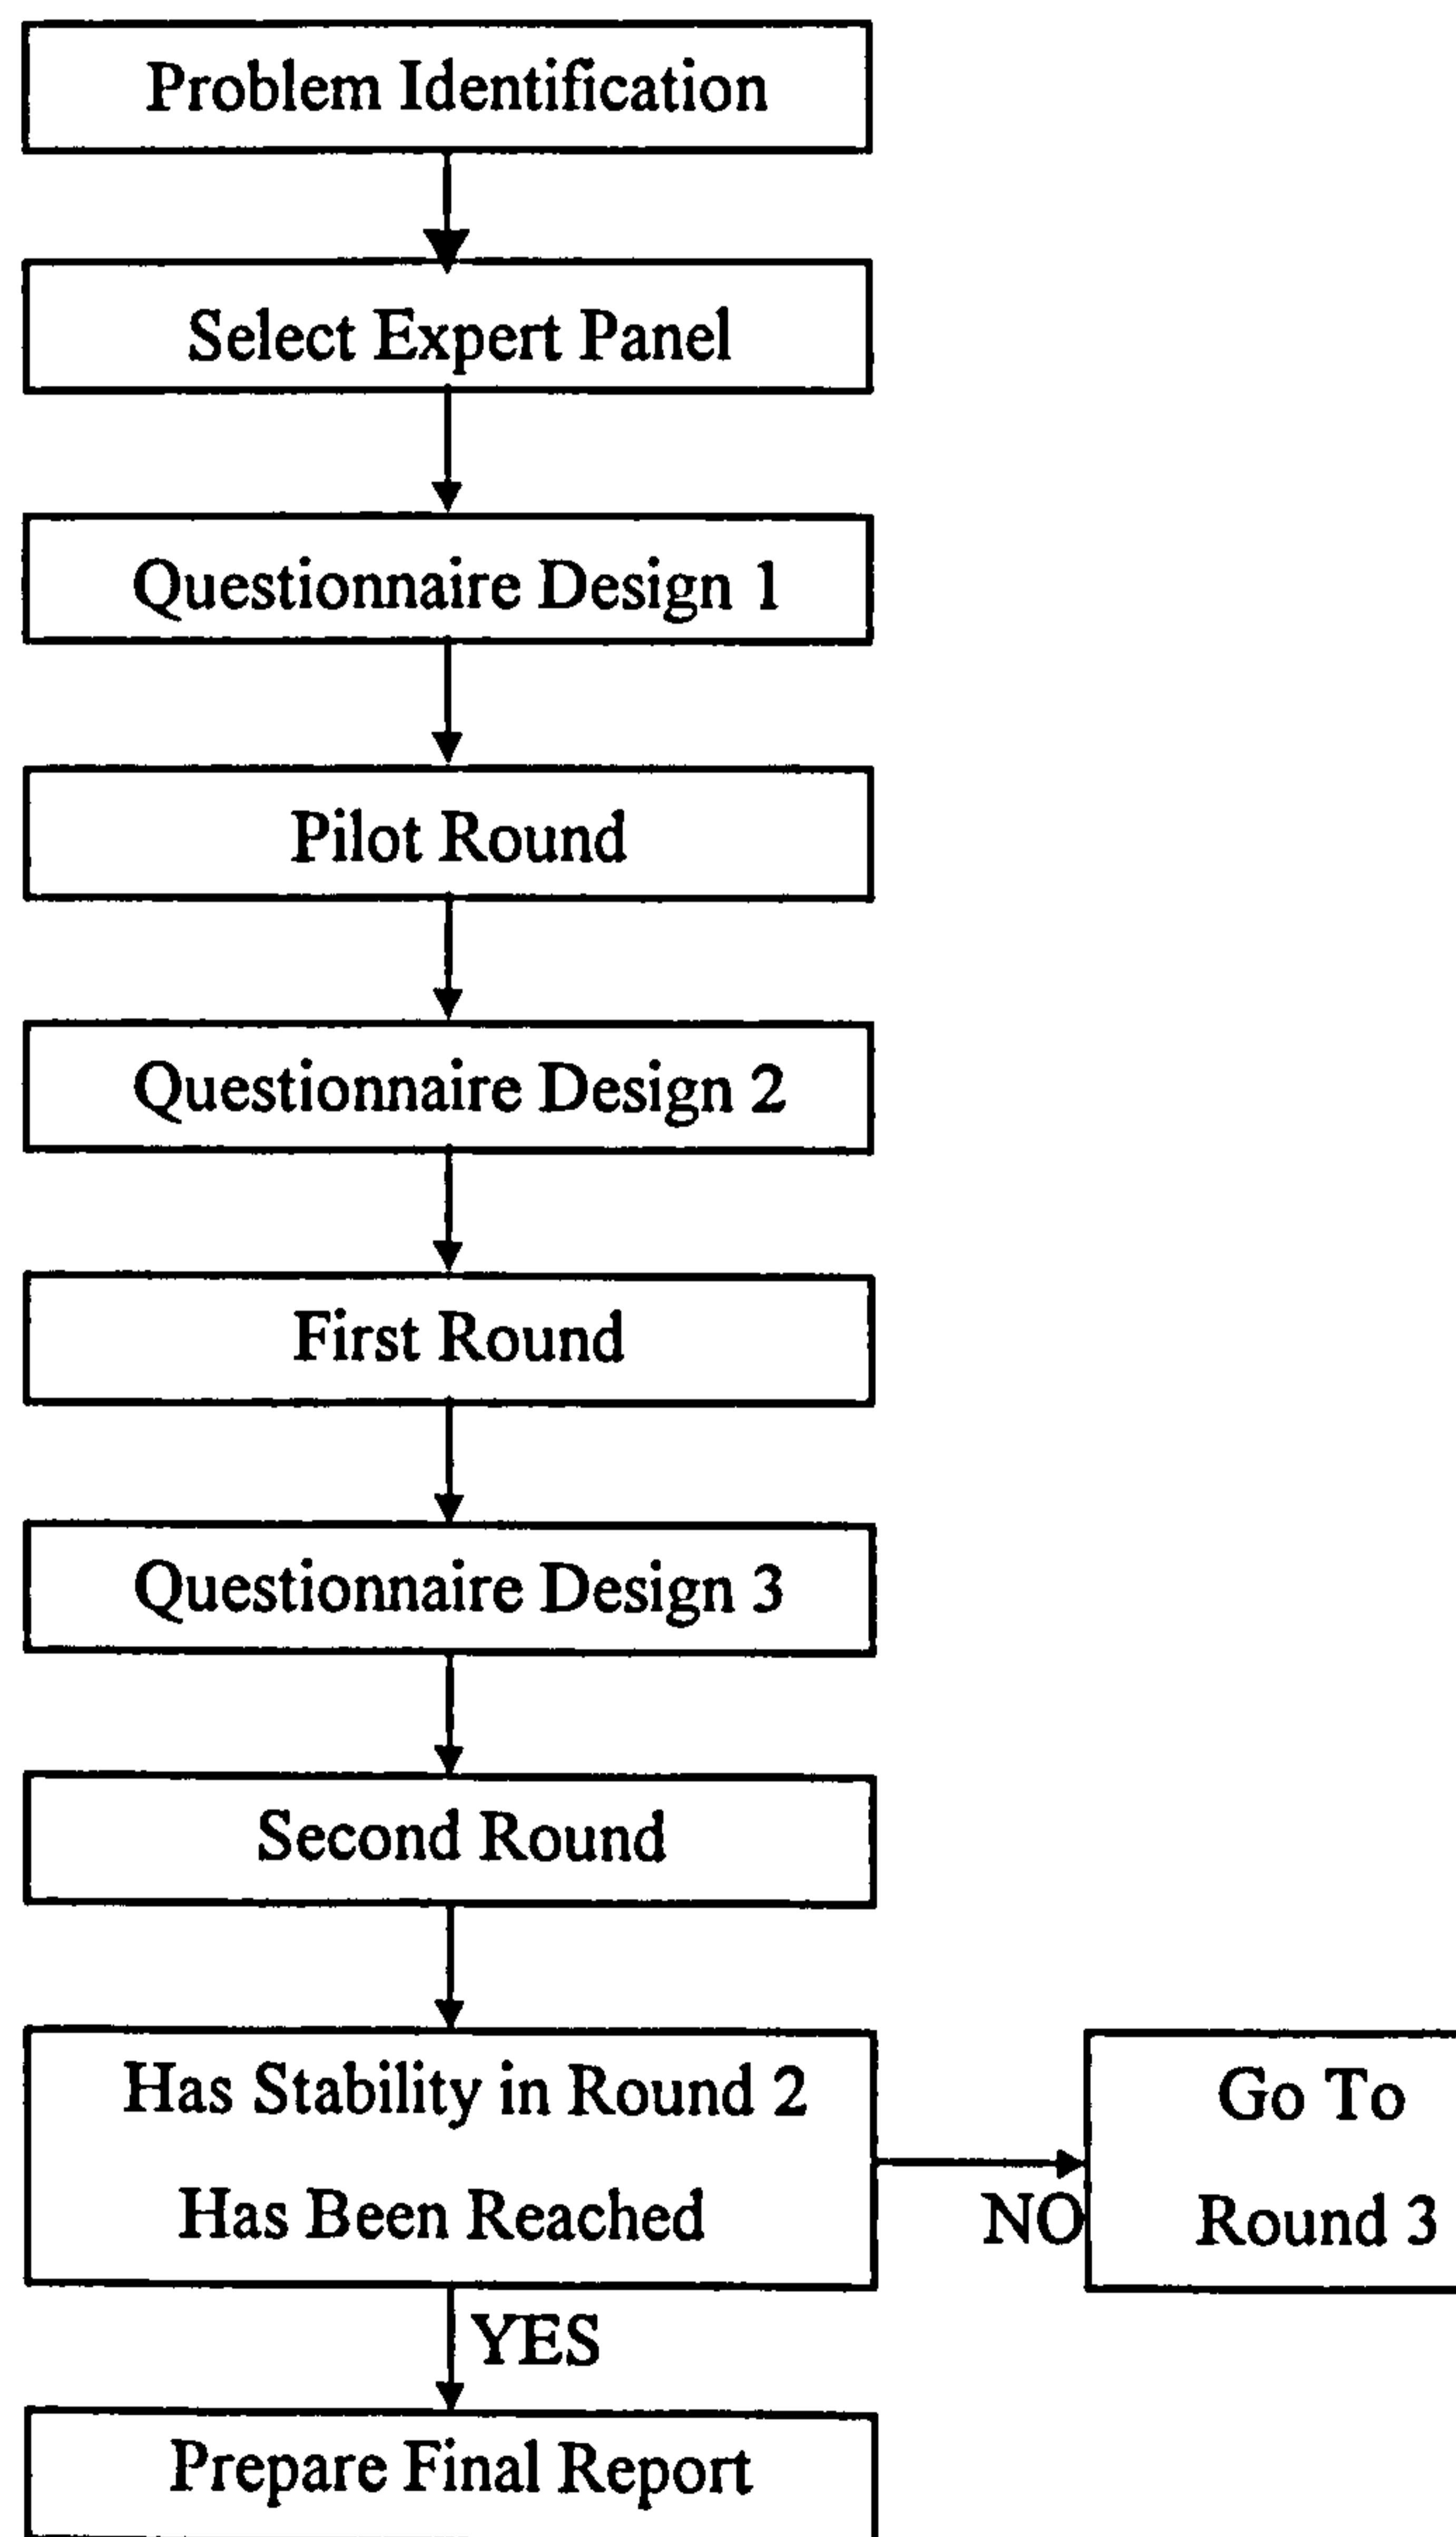 Problem Identification
Select Expert Panel
Questionnaire Design 1
Pilot Round
Questionnaire Design 2
First Round
Questionnaire Design 3
Second Round
Has Stability in Round 2
Has Been Reached
NO
Go To
Round 3
YES
Prepare Final Report